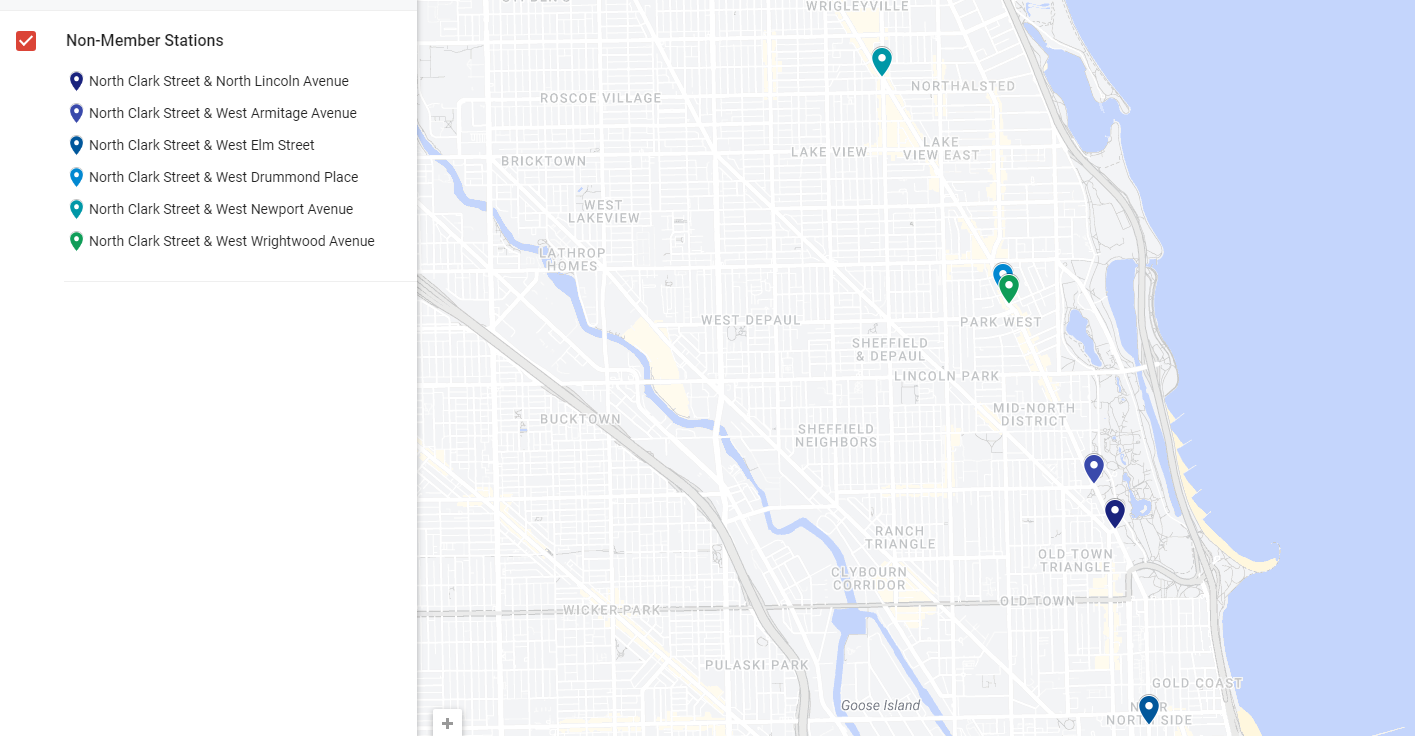 Non-Member Stations
North Clark Street & North Lincoln Avenue
North Clark Street & West Armitage Avenue
North Clark Street & West Elm Street
North Clark Street & West Drummond Place
North Clark Street & West Newport Avenue
North Clark Street & West Wrightwood Avenue
WRIGLEYVILLE
NORTHALSTED
ROSCOE VILLAGE
LAKE VIEW
LAKE
VIEW EAST
BRICKTOWN
WEST
LAKEVIEW
LATHROP
HOMES
WEST DEPAUL
PARK WEST
SHEFFIELD
& DEPAUL
LINCOLN PARK
BUCKTOWN
MID-NORTH
DISTRICT
SHEFFIELD
NEIGHBORS
RANCH
TRIANGLE
OLD TOWN
TRIANGLE
CLYBOURN
CORRIDOR
WICKER PARK
OLD TOWN
PULASKI PARK
GOLD COAST
Goose Island
+